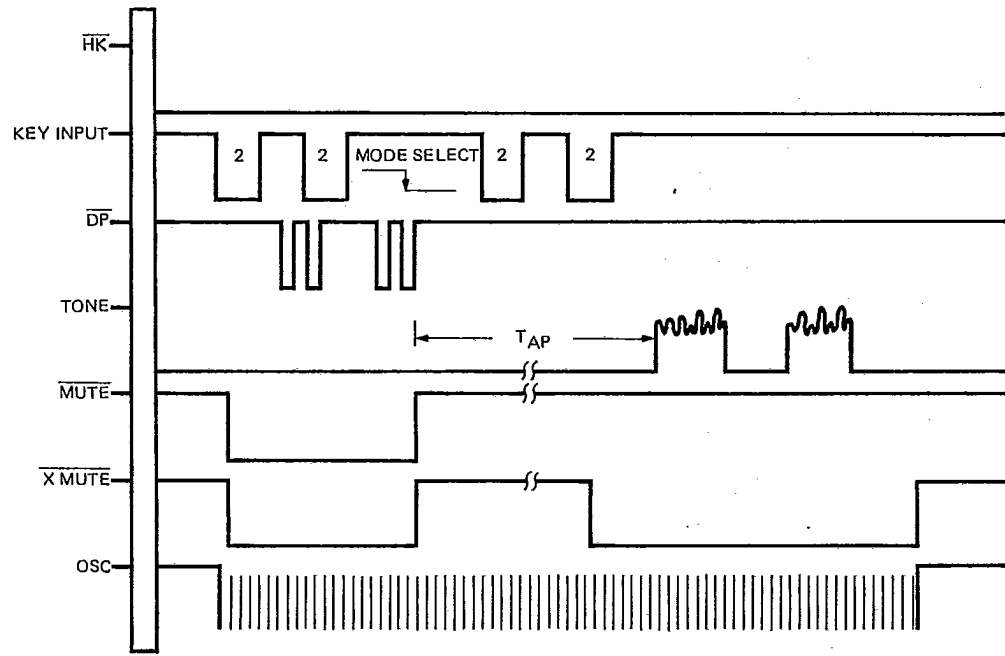 HK
KEY INPUT
2 2 MODE SELECT 2 2
DP
TONE
TAP
MUTE
X MUTE
OSC